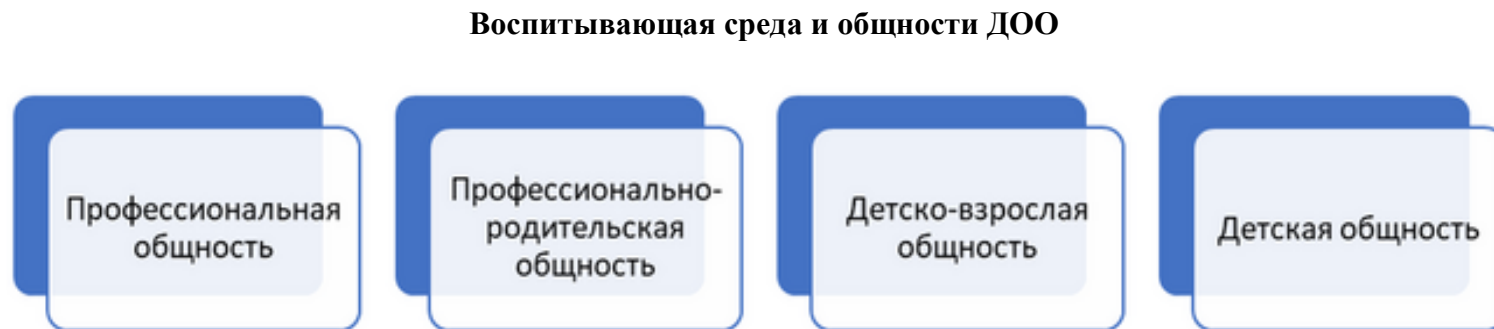 Воспитывающая среда и общности ДОО
Профессиональная
общность
Профессионально-
родительская
общность
Детско-взрослая
общность
Детская общность